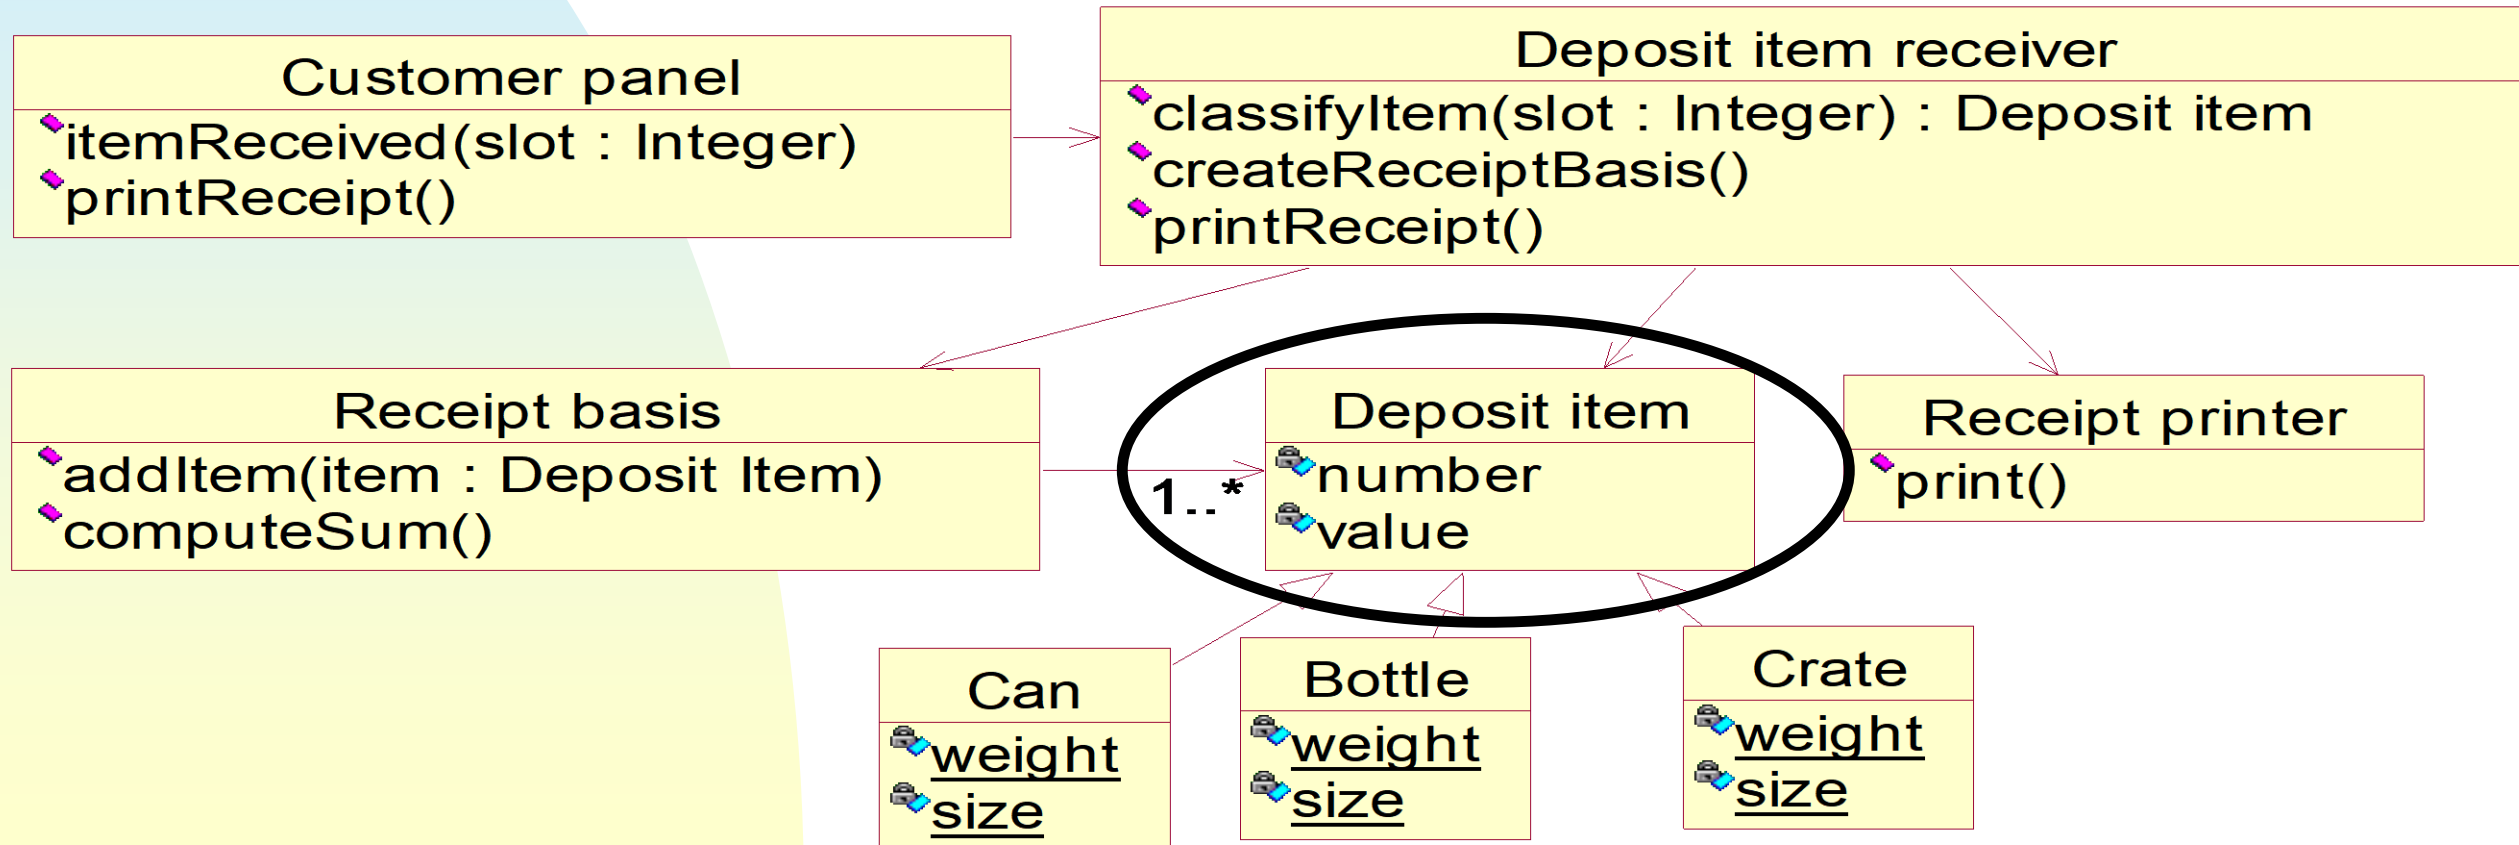 Customer panel
itemReceived(slot : Integer)
printReceipt()
Deposit item receiver
classifyItem(slot : Integer) : Deposit item
createReceiptBasis()
printReceipt()
Receipt basis
addItem(item : Deposit Item)
computeSum()
1..*
Deposit item
number
value
Receipt printer
print()
Can
weight
size
Bottle
weight
size
Crate
weight
size